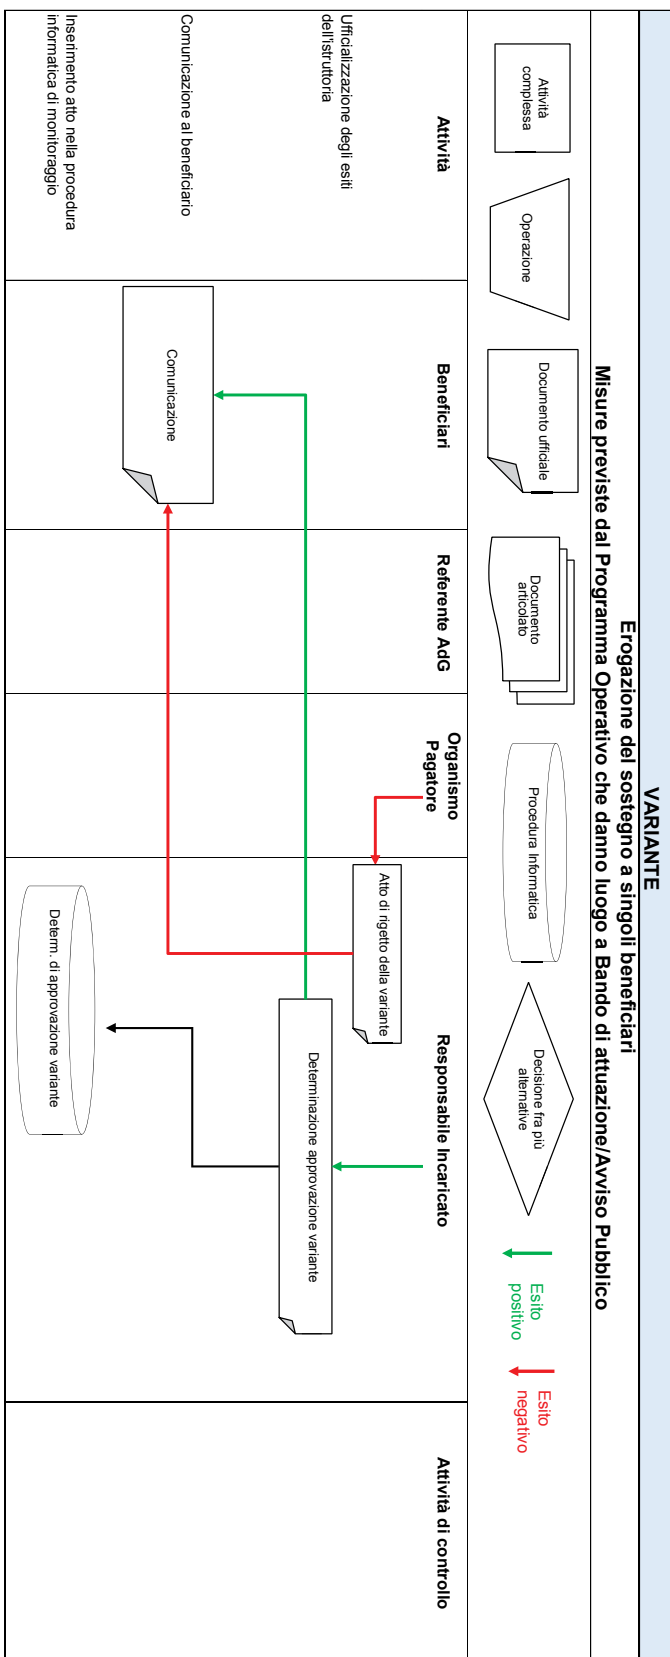 VARIANTE
Erogazione del sostegno a singoli beneficiari
Misure previste dal Programma Operativo che danno luogo a Bando di attuazione/Avviso Pubblico
Attività
complessa
Operazione
Documento ufficiale
Documento
articolato
Procedura Informatica
Decisione fra più
alternative
Esito
positivo
Esito
negativo
Attività
Beneficiari
Referente AdG
Organismo
Pagatore
Responsabile Incaricato
Attività di controllo
Ufficializzazione degli esiti
dell'istruttoria
Atto di rigetto della variante
Determinazione approvazione variante
Comunicazione al beneficiario
Comunicazione
Inserimento atto nella procedura
informatica di monitoraggio
Determ. di approvazione variante